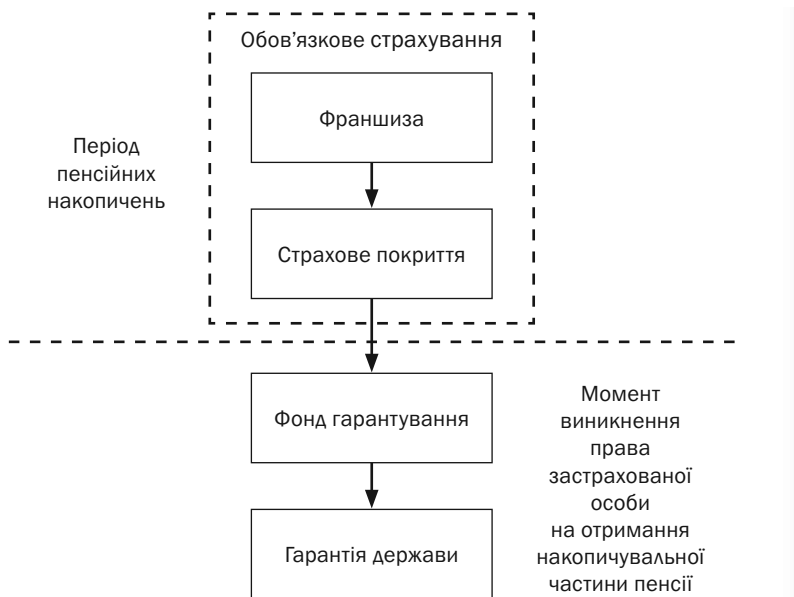 Обов’язкове страхування
Франшиза
Період
пенсійних
накопичень
Страхове покриття
Фонд гарантування
Момент
виникнення
права
застрахованої
особи
на отримання
накопичувальної
частини пенсії
Гарантія держави